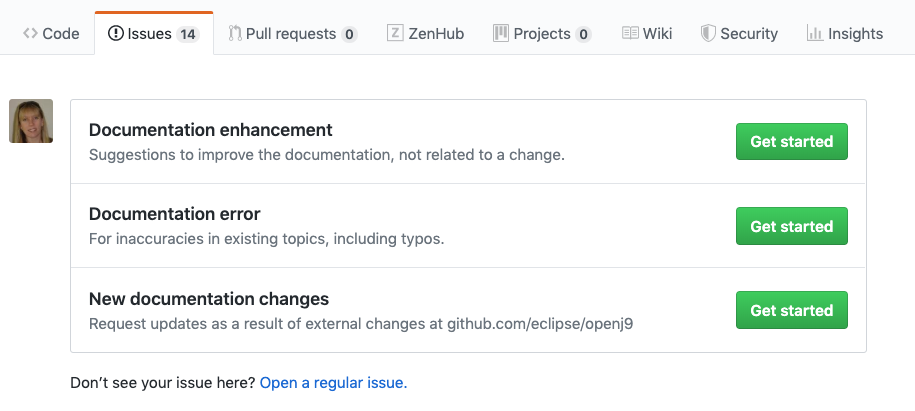 Code Issues 14 Pull requests 0 ZenHub Projects 0 Wiki Security Insights
Documentation enhancement
Suggestions to improve the documentation, not related to a change.
Get started
Documentation error
For inaccuracies in existing topics, including typos.
Get started
New documentation changes
Request updates as a result of external changes at github.com/eclipse/openj9
Get started
Don’t see your issue here? Open a regular issue.